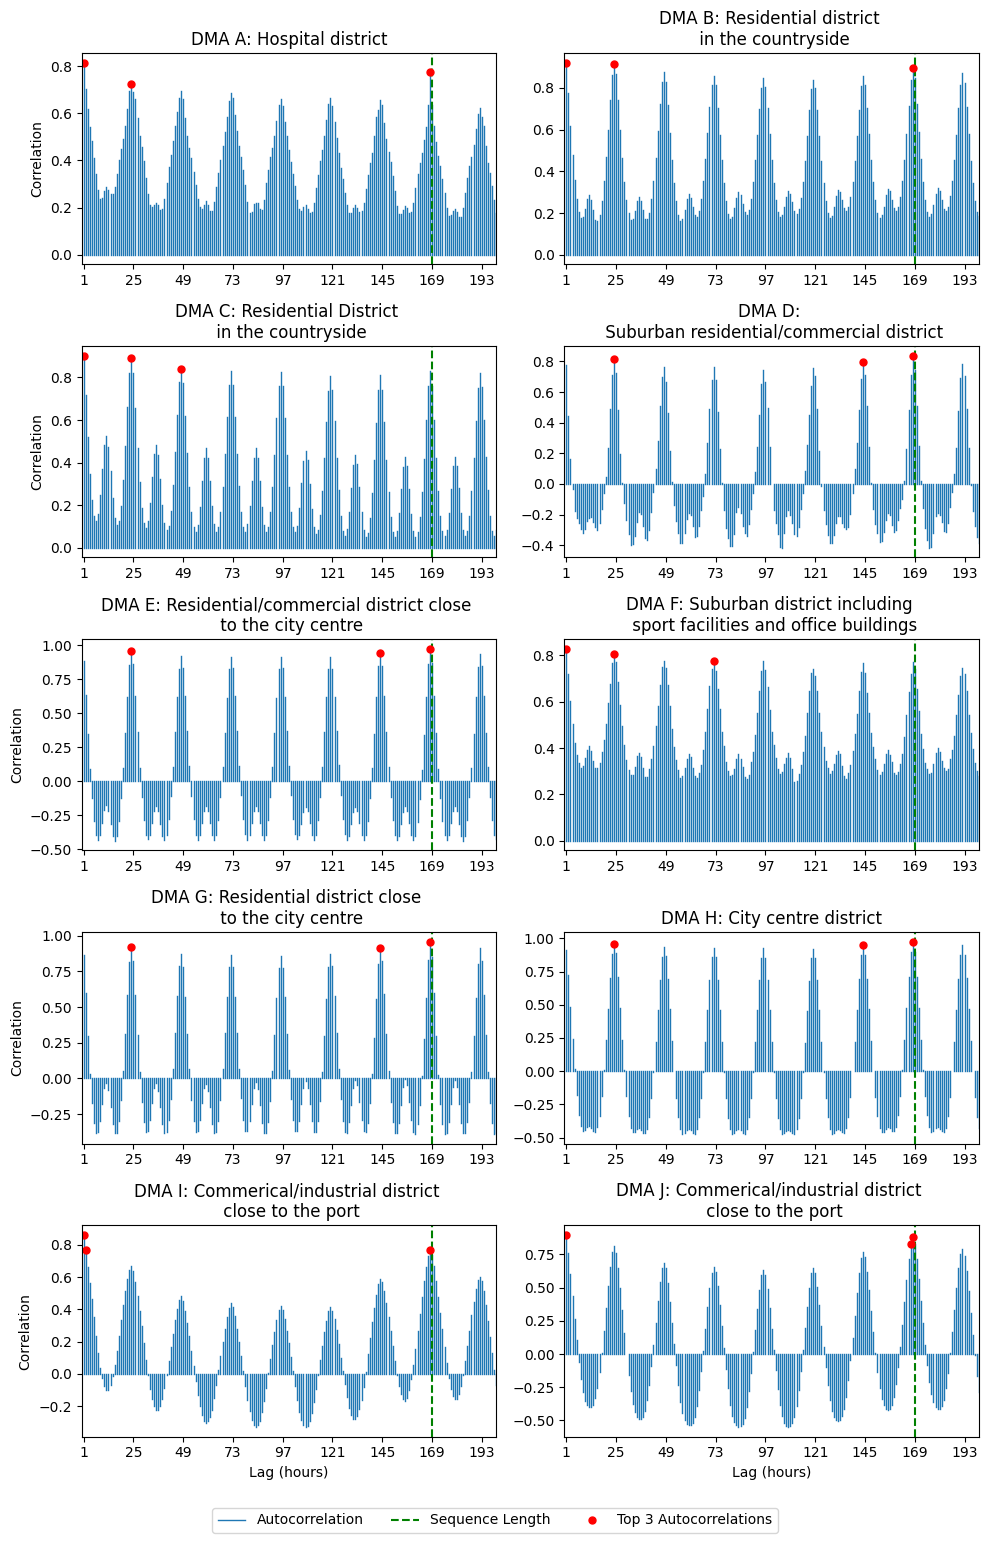 DMA A: Hospital district
Correlation
0.8
0.6
0.4
0.2
0.0
1 25 49 73 97 121 145 169 193
DMA B: Residential district
in the countryside
0.8
0.6
0.4
0.2
0.0
1 25 49 73 97 121 145 169 193
DMA C: Residential District
in the countryside
Correlation
0.8
0.6
0.4
0.2
0.0
1 25 49 73 97 121 145 169 193
DMA D:
Suburban residential/commercial district
0.8
0.6
0.4
0.2
0.0
−0.2
−0.4
1 25 49 73 97 121 145 169 193
DMA E: Residential/commercial district close
to the city centre
Correlation
1.00
0.75
0.50
0.25
0.00
−0.25
−0.50
1 25 49 73 97 121 145 169 193
DMA F: Suburban district including
sport facilities and office buildings
0.8
0.6
0.4
0.2
0.0
1 25 49 73 97 121 145 169 193
DMA G: Residential district close
to the city centre
Correlation
1.00
0.75
0.50
0.25
0.00
−0.25
1 25 49 73 97 121 145 169 193
DMA H: City centre district
1.00
0.75
0.50
0.25
0.00
−0.25
−0.50
1 25 49 73 97 121 145 169 193
DMA I: Commerical/industrial district
close to the port
Correlation
0.8
0.6
0.4
0.2
0.0
−0.2
1 25 49 73 97 121 145 169 193
Lag (hours)
DMA J: Commerical/industrial district
close to the port
0.75
0.50
0.25
0.00
−0.25
−0.50
1 25 49 73 97 121 145 169 193
Lag (hours)
Autocorrelation Sequence Length Top 3 Autocorrelations